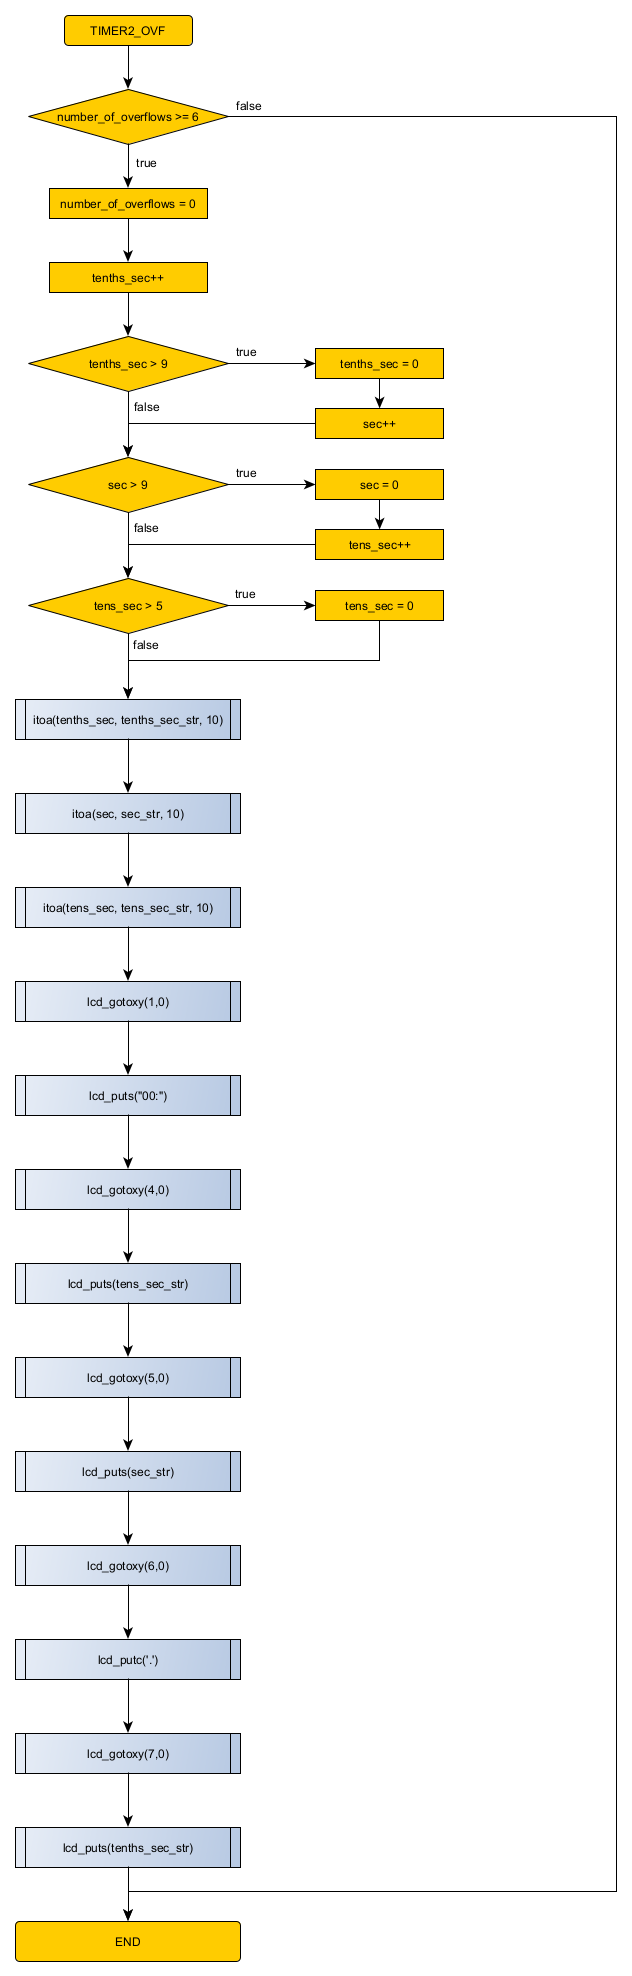 TIMER2_OVF
number_of_overflows >= 6
false
true
number_of_overflows = 0
tenths_sec++
tenths_sec > 9
true
tenths_sec = 0
false
sec++
sec > 9
true
sec = 0
false
tens_sec++
tens_sec > 5
true
tens_sec = 0
false
itoa(tenths_sec, tenths_sec_str, 10)
itoa(sec, sec_str, 10)
itoa(tens_sec, tens_sec_str, 10)
lcd_gotoxy(1,0)
lcd_puts("00:")
lcd_gotoxy(4,0)
lcd_puts(tens_sec_str)
lcd_gotoxy(5,0)
lcd_puts(sec_str)
lcd_gotoxy(6,0)
lcd_putc('.')
lcd_gotoxy(7,0)
lcd_puts(tenths_sec_str)
END